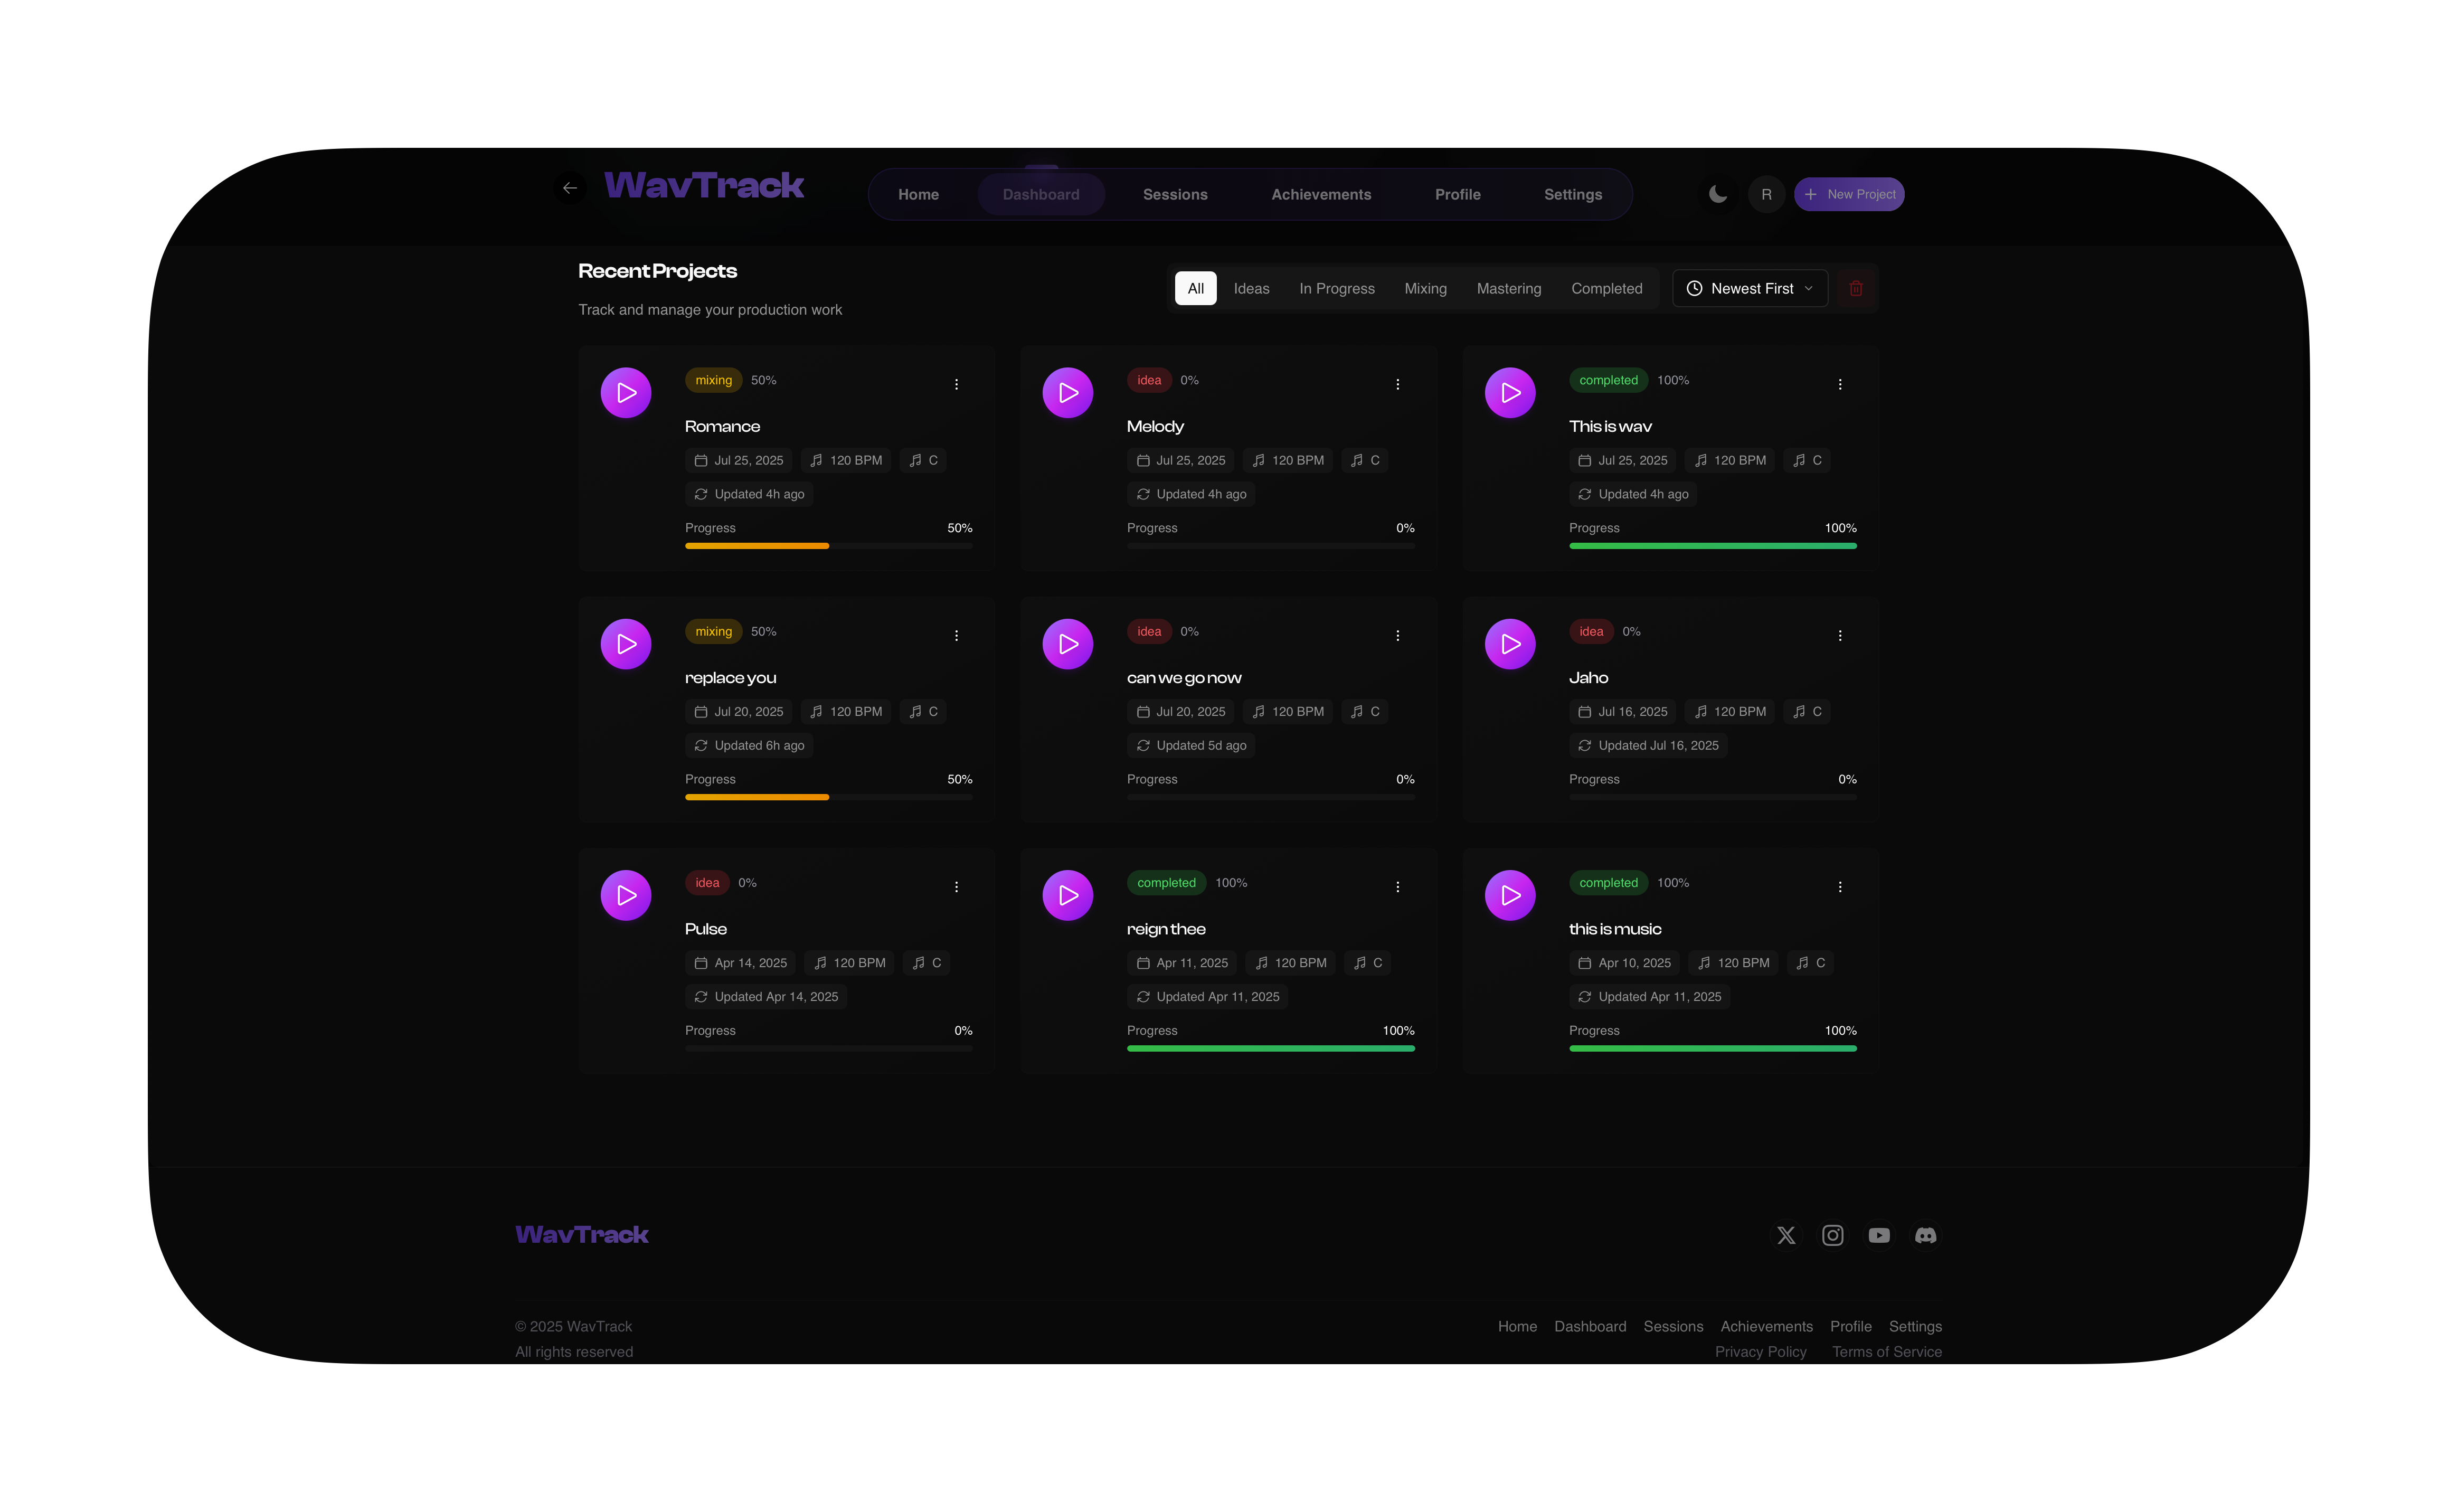 WavTrack
Home Dashboard Sessions Achievements Profile Settings
R
New Project
Recent Projects
Track and manage your production work
All Ideas In Progress Mixing Mastering Completed
Newest First
mixing 50%
Romance
Jul 25, 2025 120 BPM C
Updated 4h ago
Progress 50%
idea 0%
Melody
Jul 25, 2025 120 BPM C
Updated 4h ago
Progress 0%
completed 100%
This is wav
Jul 25, 2025 120 BPM C
Updated 4h ago
Progress 100%
mixing 50%
replace you
Jul 20, 2025 120 BPM C
Updated 6h ago
Progress 50%
idea 0%
can we go now
Jul 20, 2025 120 BPM C
Updated 5d ago
Progress 0%
idea 0%
Jaho
Jul 16, 2025 120 BPM C
Updated Jul 16, 2025
Progress 0%
idea 0%
Pulse
Apr 14, 2025 120 BPM C
Updated Apr 14, 2025
Progress 0%
completed 100%
reign thee
Apr 11, 2025 120 BPM C
Updated Apr 11, 2025
Progress 100%
completed 100%
this is music
Apr 10, 2025 120 BPM C
Updated Apr 11, 2025
Progress 100%
WavTrack
© 2025 WavTrack
All rights reserved
Home Dashboard Sessions Achievements Profile Settings
Privacy Policy Terms of Service